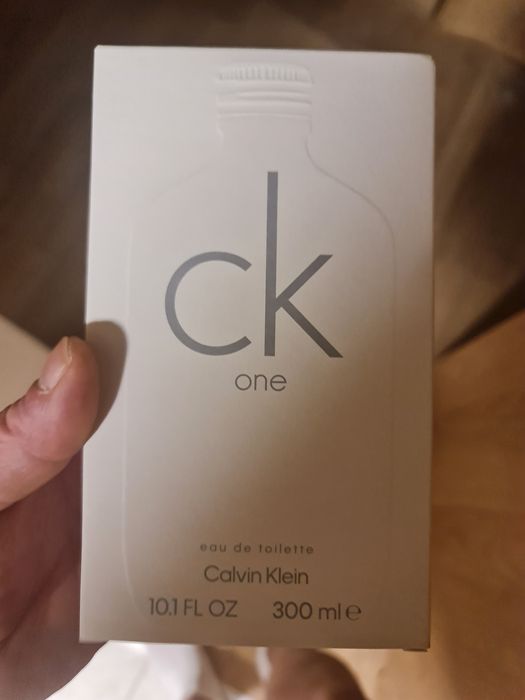 ck
one
eau de toilette
Calvin Klein
10.1 FL OZ 300 ml ℮